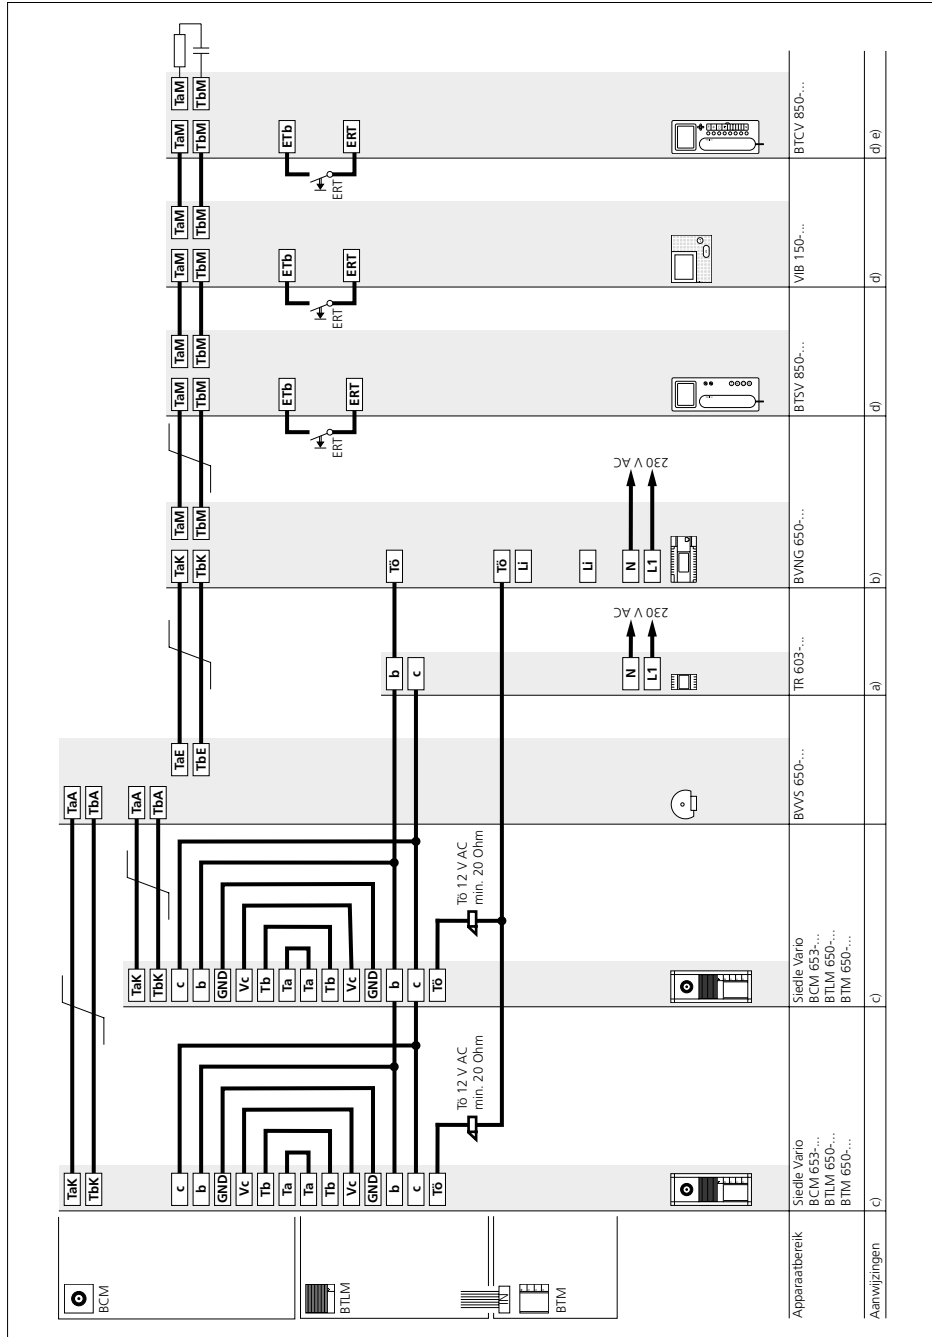 BCM
BTLM
IN
BTM
Apparaatbereik
Aanwijzingen
TaK
TbK
c
b
GND
Vc
Tb
Ta
Ta
Tb
Vc
GND
b
c
Tö
Tö 12 V AC
min. 20 Ohm
Siedle Vario
BCM 653-...
BTLM 650-...
BTM 650-...
c)
TaK
TbK
c
b
GND
Vc
Tb
Ta
Ta
Tb
Vc
GND
b
c
Tö
Tö 12 V AC
min. 20 Ohm
Siedle Vario
BCM 653-...
BTLM 650-...
BTM 650-...
c)
TaA
TbA
TaA
TbA
TaE
TbE
BVVS 650-...
b
c
N
L1
230 V AC
TR 603-...
a)
TaK
TbK
TaM
TbM
Tö
Tö
Li
Li
N
L1
230 V AC
BVNG 650-...
b)
TaM
TbM
TaM
TbM
ETb
ERT
ERT
BTSV 850-...
d)
TaM
TbM
TaM
TbM
ETb
ERT
ERT
VIB 150-...
d)
TaM
TbM
TaM
TbM
ETb
ERT
ERT
BTCV 850-...
d) e)